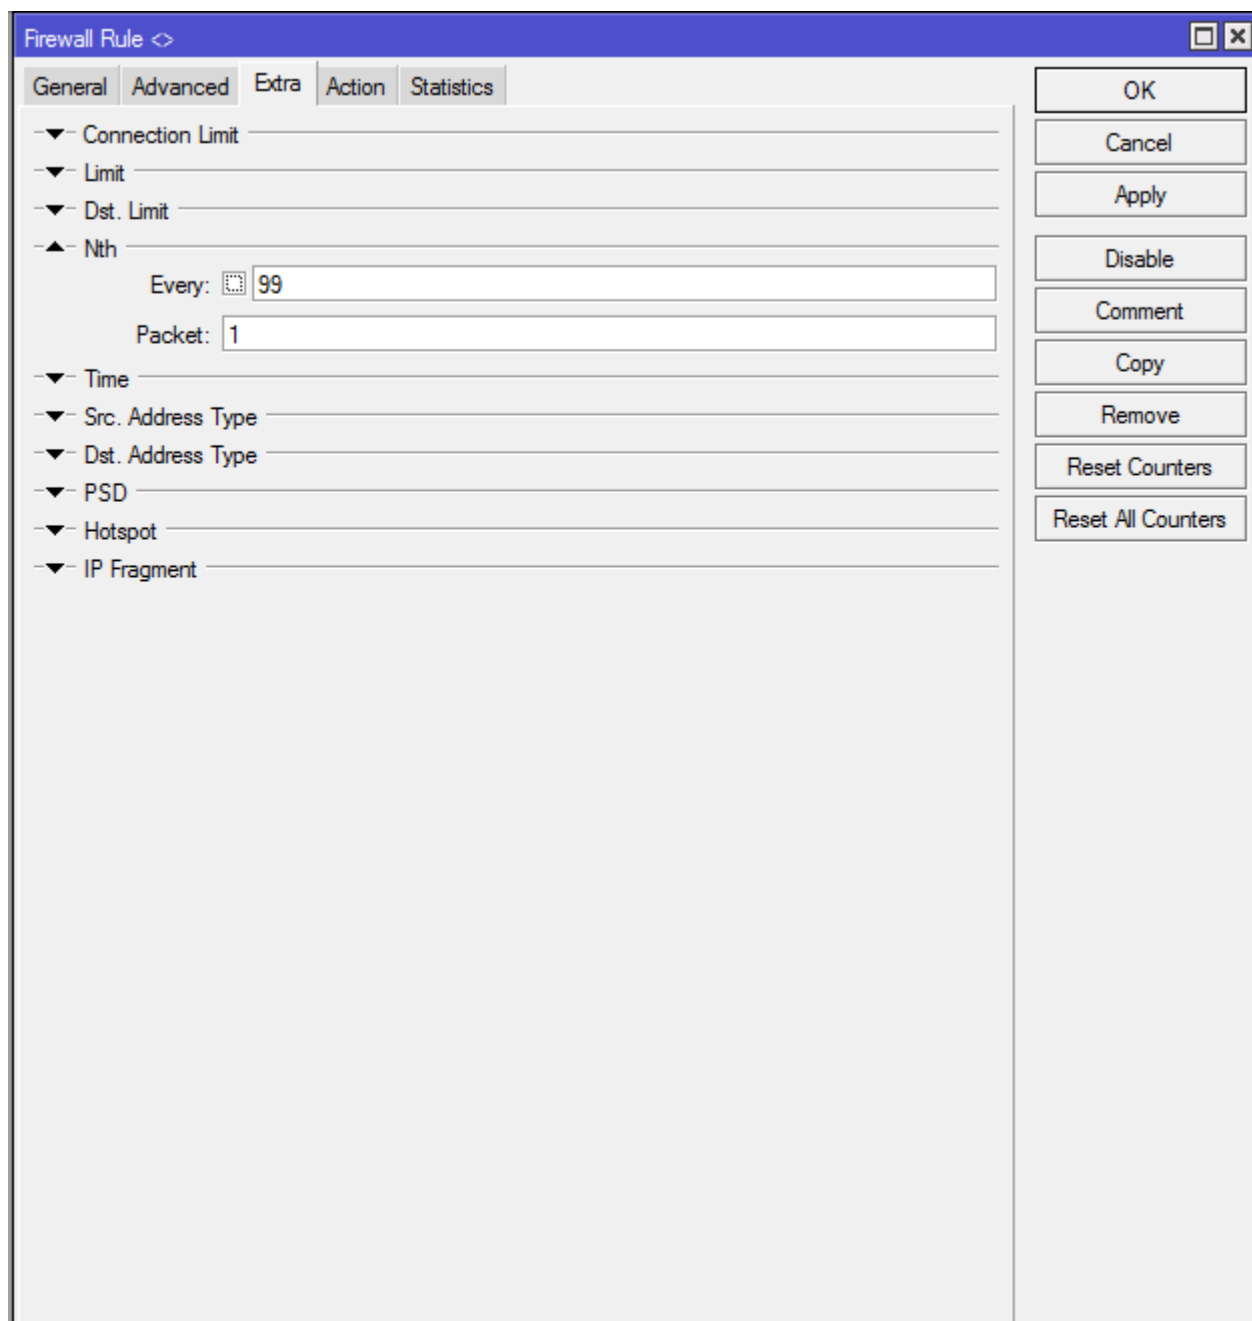 Firewall Rule <>
General Advanced Extra Action Statistics
Connection Limit
Limit
Dst. Limit
Nth
Every: 99
Packet: 1
Time
Src. Address Type
Dst. Address Type
PSD
Hotspot
IP Fragment
OK
Cancel
Apply
Disable
Comment
Copy
Remove
Reset Counters
Reset All Counters